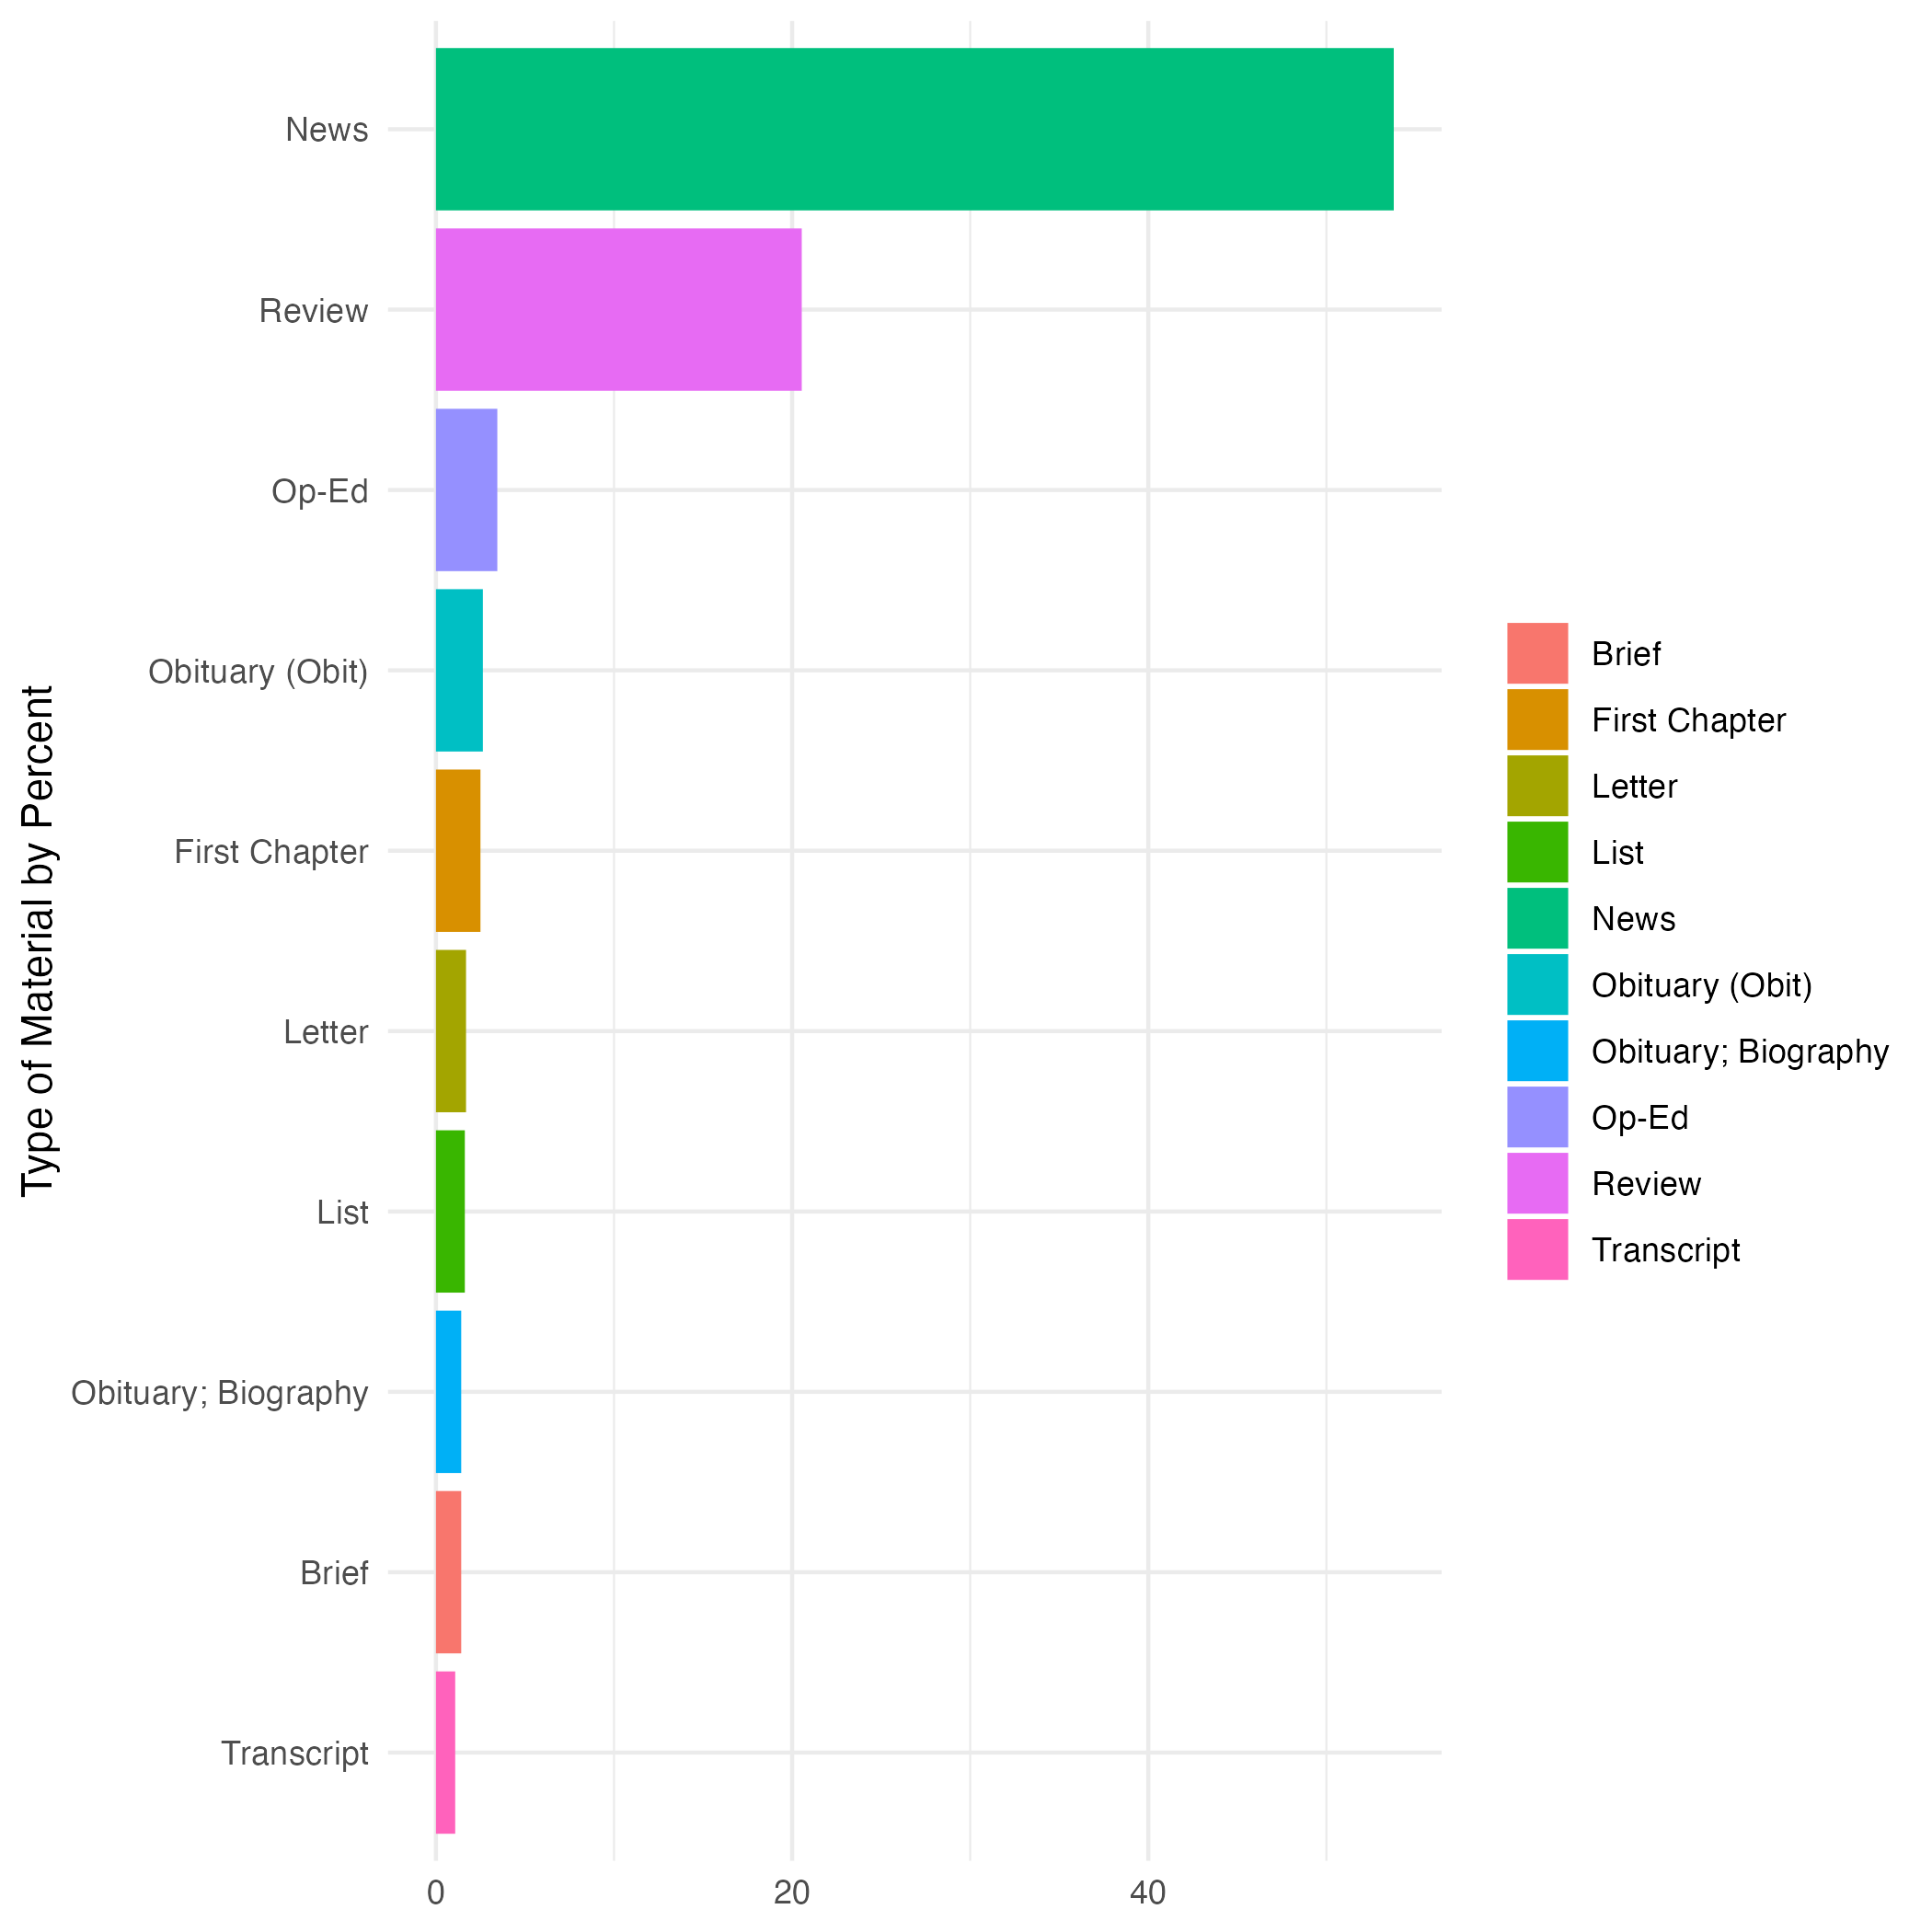 Type of Material by Percent
News
Review
Op-Ed
Obituary (Obit)
First Chapter
Letter
List
Obituary; Biography
Brief
Transcript
0 20 40
Brief
First Chapter
Letter
List
News
Obituary (Obit)
Obituary; Biography
Op-Ed
Review
Transcript